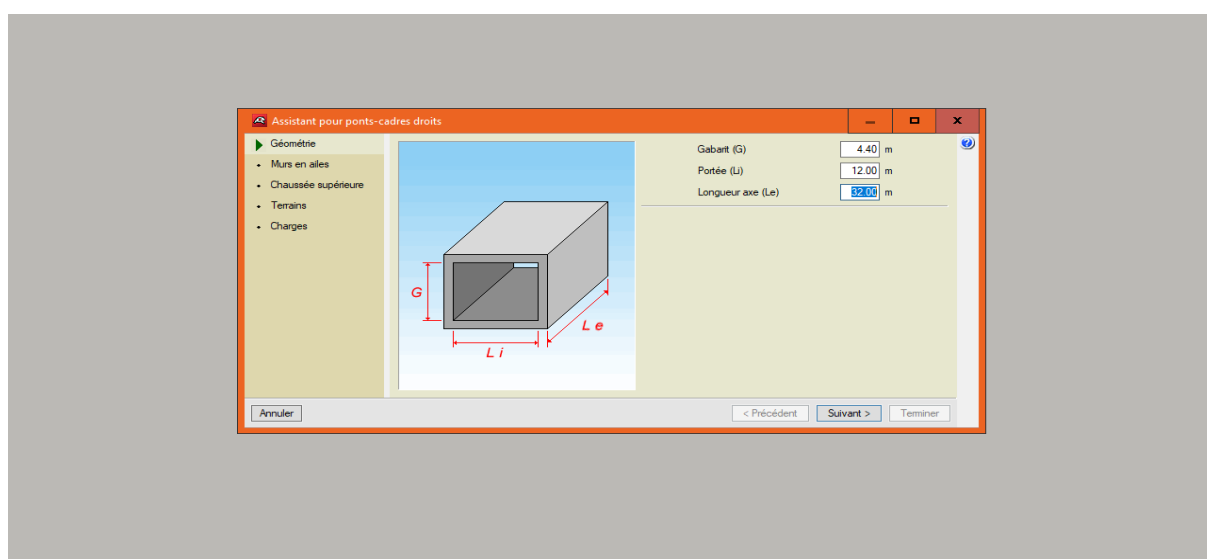 Assistant pour ponts-cadres droits
Géométrie
Murs en ailes
Chaussée supérieure
Terrains
Charges
G
L i
L e
Gabarit (G) 4.40 m
Portée (Li) 12.00 m
Longueur axe (Le) 32.00 m
Annuler
< Précédent Suivant > Terminer